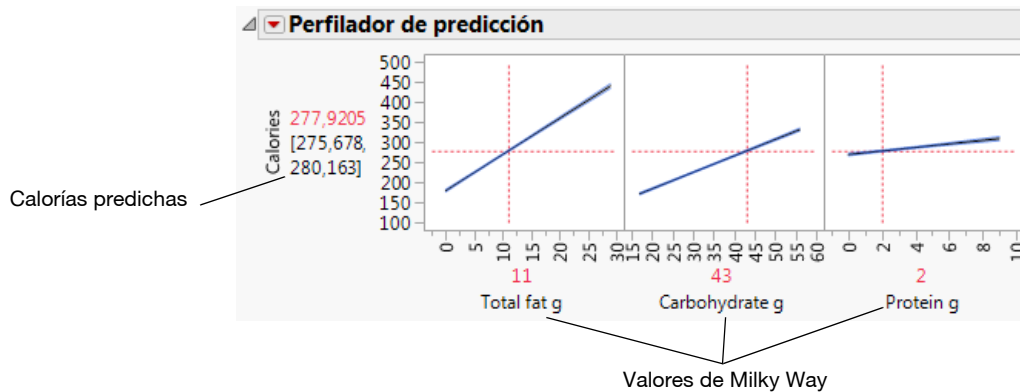 Perfilador de predicción
500
450
400
350
300
250
200
150
100
Calories
277,9205
[275,678,
280,163]
Calorías predichas
0 5 10 15 20 25 30
15 20 25 30 35 40 45 50 55 60
0 2 4 6 8 10
11 43 2
Total fat g Carbohydrate g Protein g
Valores de Milky Way